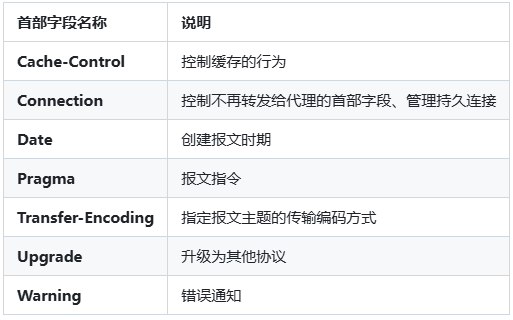 首部字段名称 说明
Cache-Control 控制缓存的行为
Connection 控制不再转发给代理的首部字段、管理持久连接
Date 创建报文时期
Pragma 报文指令
Transfer-Encoding 指定报文主题的传输编码方式
Upgrade 升级为其他协议
Warning 错误通知